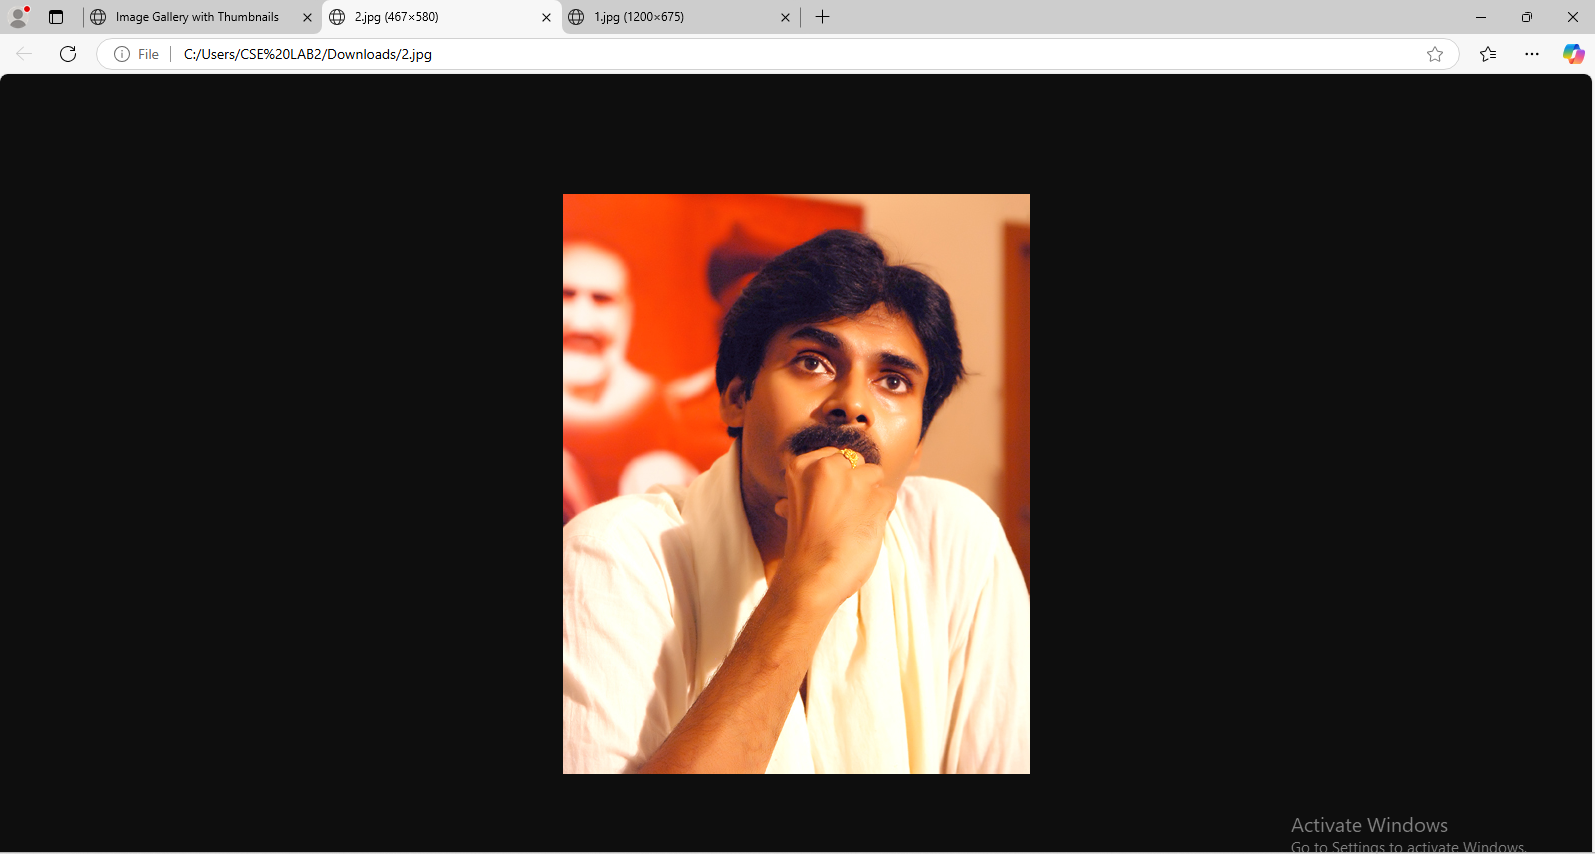 Image Gallery with Thumbnails
2.jpg (467×580)
1.jpg (1200×675)
File
C:/Users/CSE%20LAB2/Downloads/2.jpg
Activate Windows
Go to Settings to activate Windows.